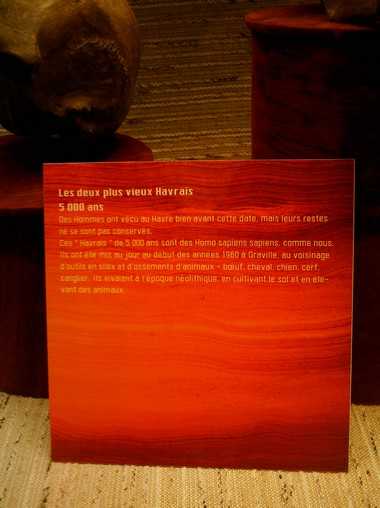 Les deux plus vieux Havrais
5 000 ans
Des Hommes ont vécu au Havre bien avant cette date, mais leurs restes
ne se sont pas conservés.
Ces " Havrais " de 5 000 ans sont des Homo sapiens sapiens, comme nous.
Ils ont été mis au jour au début des années 1980 à Graville, au voisinage
d'outils en silex et d'ossements d'animaux - bœuf, cheval, chien, cerf,
sanglier. Ils vivaient à l'époque néolithique, en cultivant le sol et en éle-
vant des animaux.